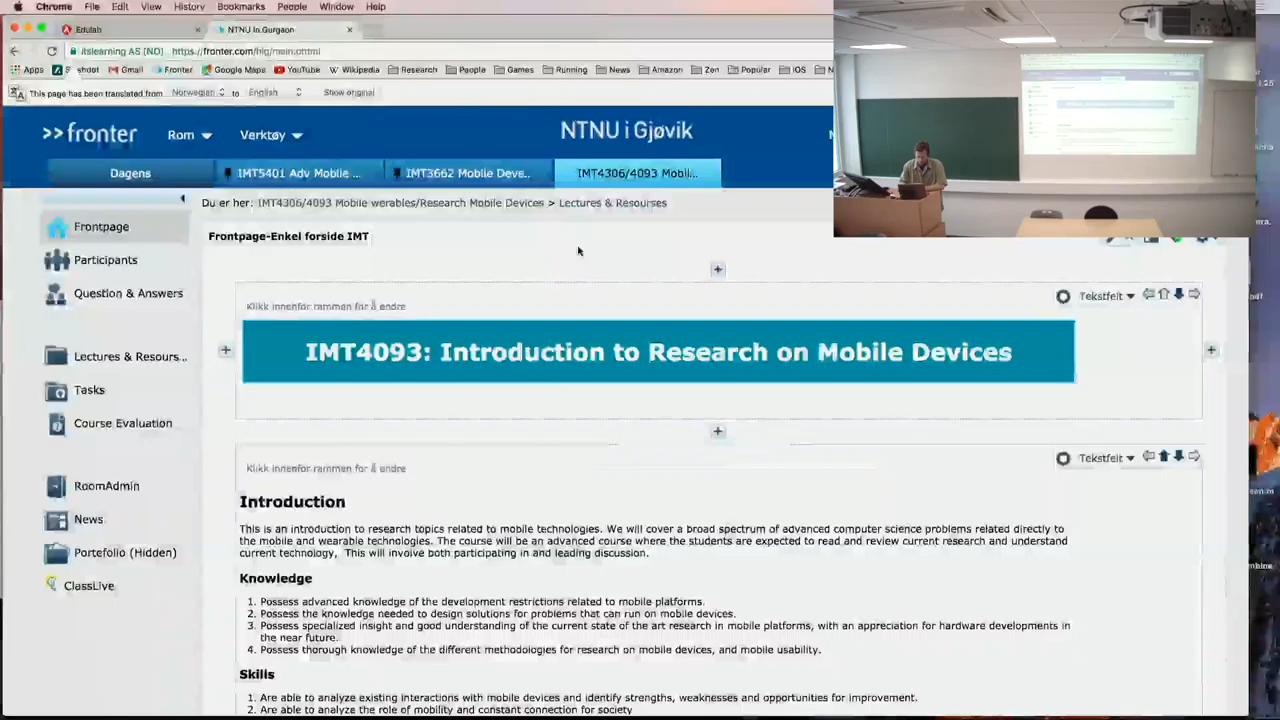 Chrome File Edit View History Bookmarks People Window Help
Edulab
NTNU In Gurgaon
itslearning AS [NO] https://fronter.com/hig/main.phtml
Apps Gmail Fronter Google Maps YouTube Wikipedia Research People Games Running News Amazon Zen Popular iOS
This page has been translated from Norwegian to English Show original
>>fronter Rom Verktøy NTNU i Gjøvik
Dagens IMT5401 Adv Mobile ... IMT3662 Mobile Deve... IMT4306/4093 Mobil...
Du er her: IMT4306/4093 Mobile werables/Research Mobile Devices > Lectures & Resourses
Frontpage
Participants
Question & Answers
Lectures & Resours...
Tasks
Course Evaluation
RoomAdmin
News
Portefolio (Hidden)
ClassLive
Frontpage-Enkel forside IMT
Klikk innenfor rammen for å endre
Tekstfelt
IMT4093: Introduction to Research on Mobile Devices
Klikk innenfor rammen for å endre
Tekstfelt
Introduction
This is an introduction to research topics related to mobile technologies. We will cover a broad spectrum of advanced computer science problems related directly to
the mobile and wearable technologies. The course will be an advanced course where the students are expected to read and review current research and understand
current technology, This will involve both participating in and leading discussion.
Knowledge
1. Possess advanced knowledge of the development restrictions related to mobile platforms.
2. Possess the knowledge needed to design solutions for problems that can run on mobile devices.
3. Possess specialized insight and good understanding of the current state of the art research in mobile platforms, with an appreciation for hardware developments in
the near future.
4. Possess thorough knowledge of the different methodologies for research on mobile devices, and mobile usability.
Skills
1. Are able to analyze existing interactions with mobile devices and identify strengths, weaknesses and opportunities for improvement.
2. Are able to analyze the role of mobility and constant connection for society